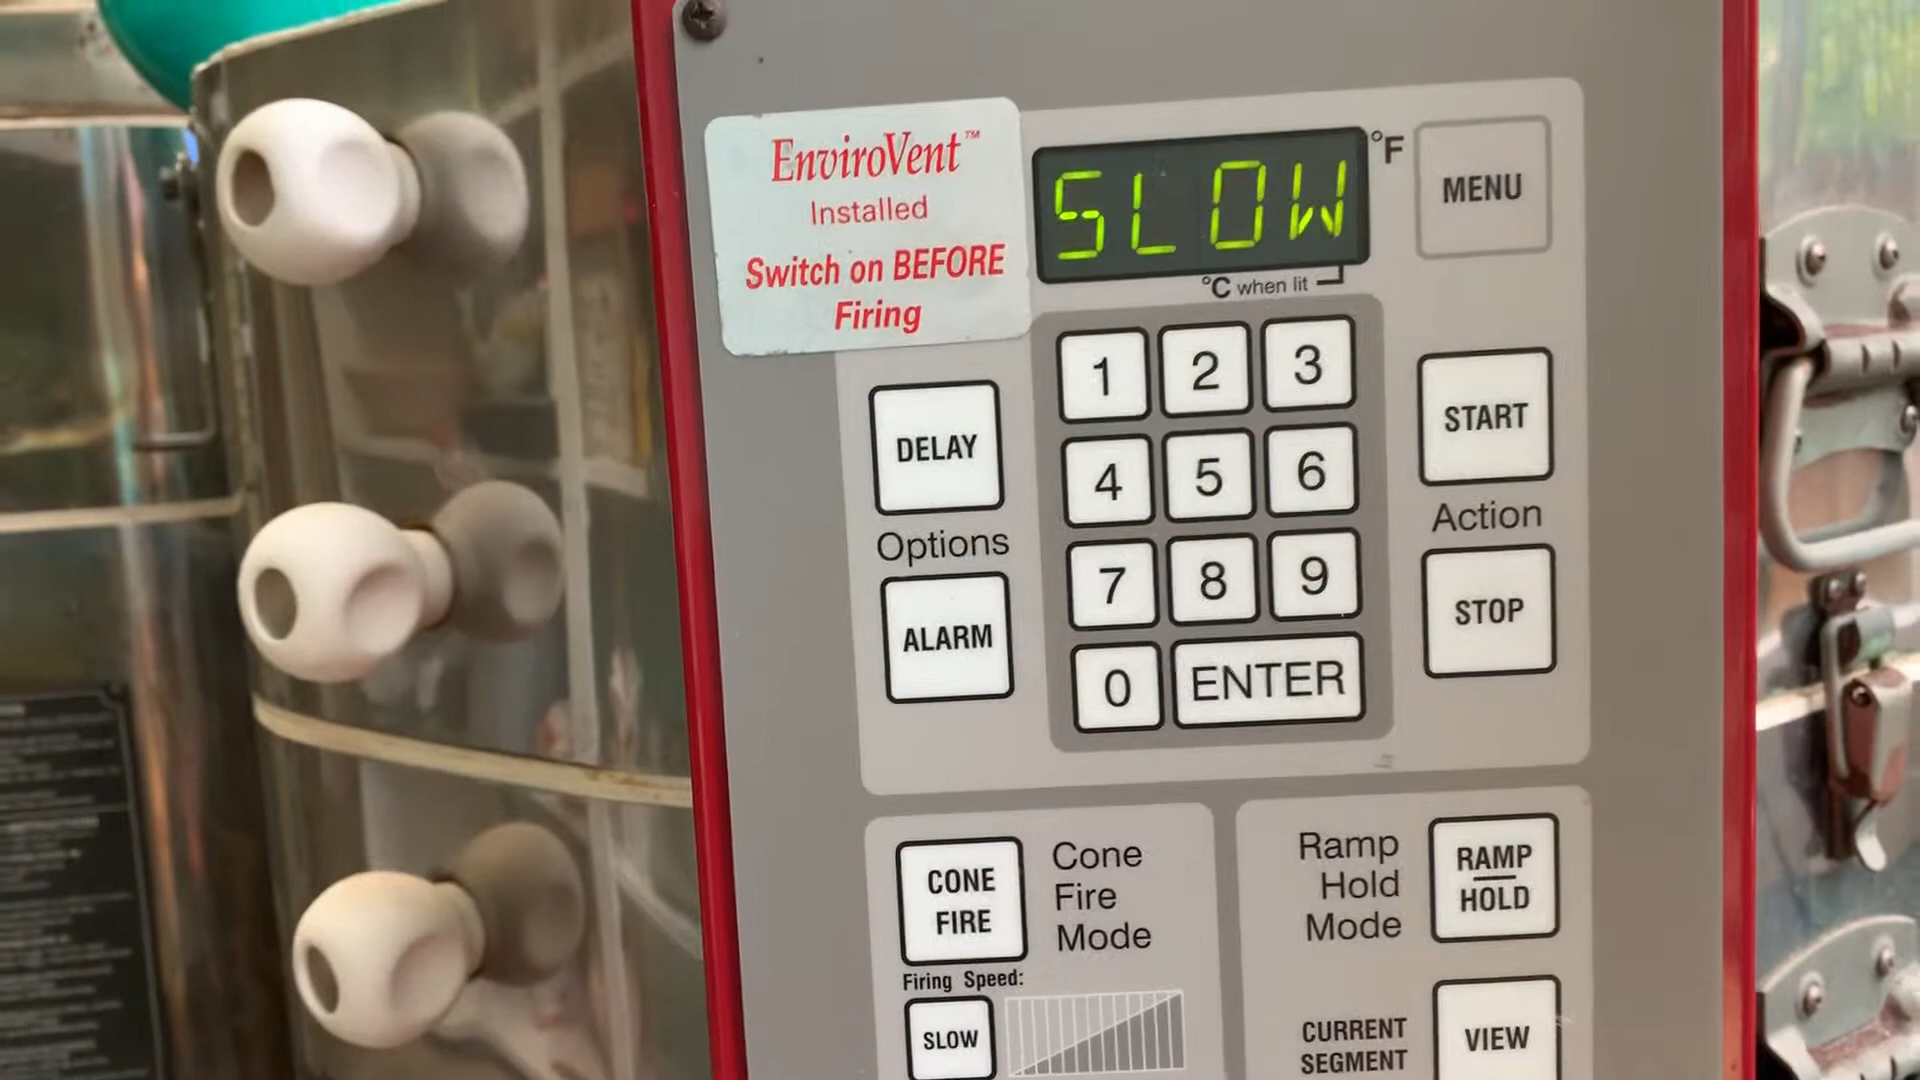 EnviroVent™
Installed
Switch on BEFORE
Firing
SLOW
°F
°C when lit
MENU
1 2 3
4 5 6
7 8 9
0 ENTER
DELAY
Options
ALARM
START
Action
STOP
CONE
FIRE
Cone
Fire
Mode
Firing Speed:
SLOW
Ramp
Hold
Mode
RAMP
HOLD
CURRENT
SEGMENT
VIEW